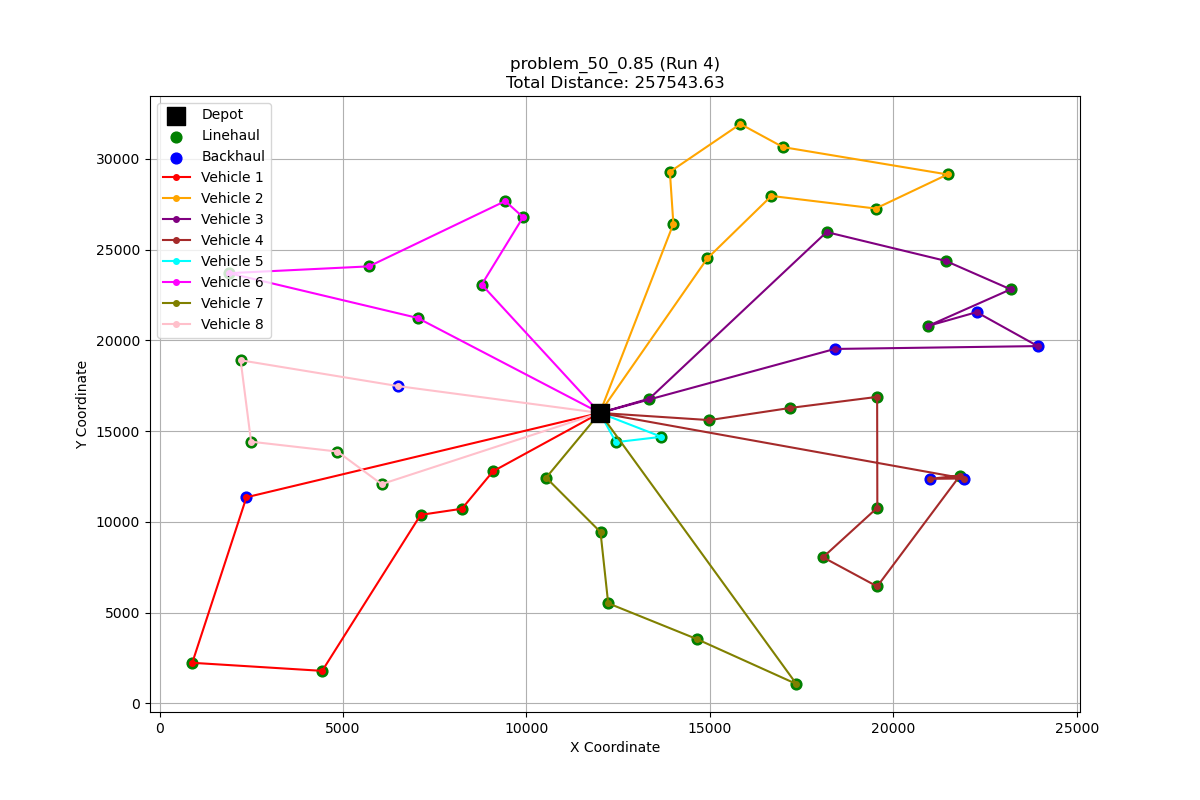 problem_50_0.85 (Run 4)
Total Distance: 257543.63
Depot
Linehaul
Backhaul
Vehicle 1
Vehicle 2
Vehicle 3
Vehicle 4
Vehicle 5
Vehicle 6
Vehicle 7
Vehicle 8
30000
25000
20000
15000
10000
5000
0
Y Coordinate
0
5000
10000
15000
20000
25000
X Coordinate